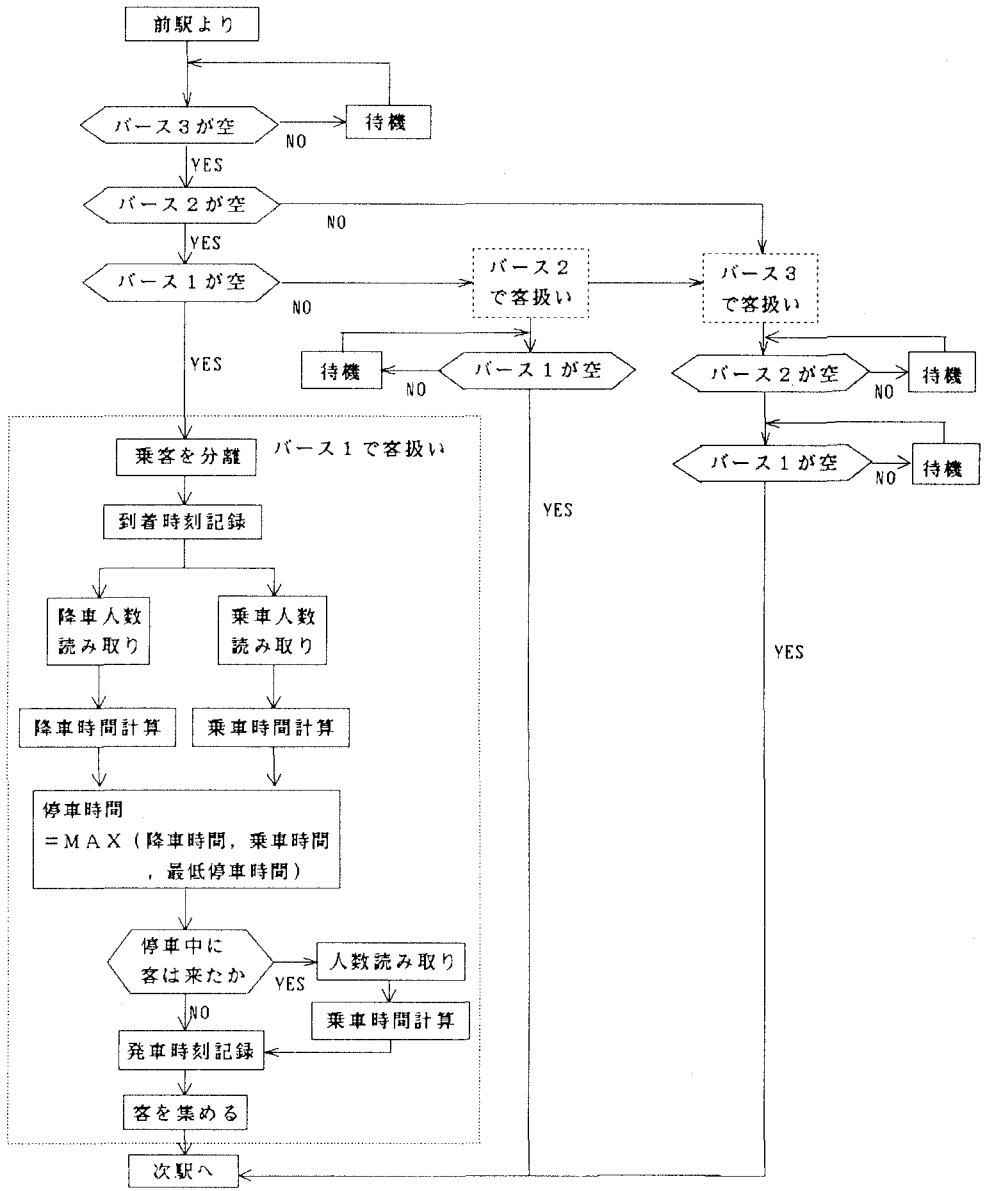 前駅より
バース3が空
NO
待機
YES
バース2が空
NO
YES
バース1が空
NO
バース2
で客扱い
バース3
で客扱い
YES
待機
NO
バース1が空
バース2が空
NO
待機
バース1が空
NO
待機
YES
YES
バース1で客扱い
乗客を分離
到着時刻記録
降車人数
読み取り
乗車人数
読み取り
降車時間計算
乗車時間計算
停車時間
=MAX(降車時間,乗車時間
,最低停車時間)
停車中に
客は来たか
YES
人数読み取り
NO
乗車時間計算
発車時刻記録
客を集める
次駅へ